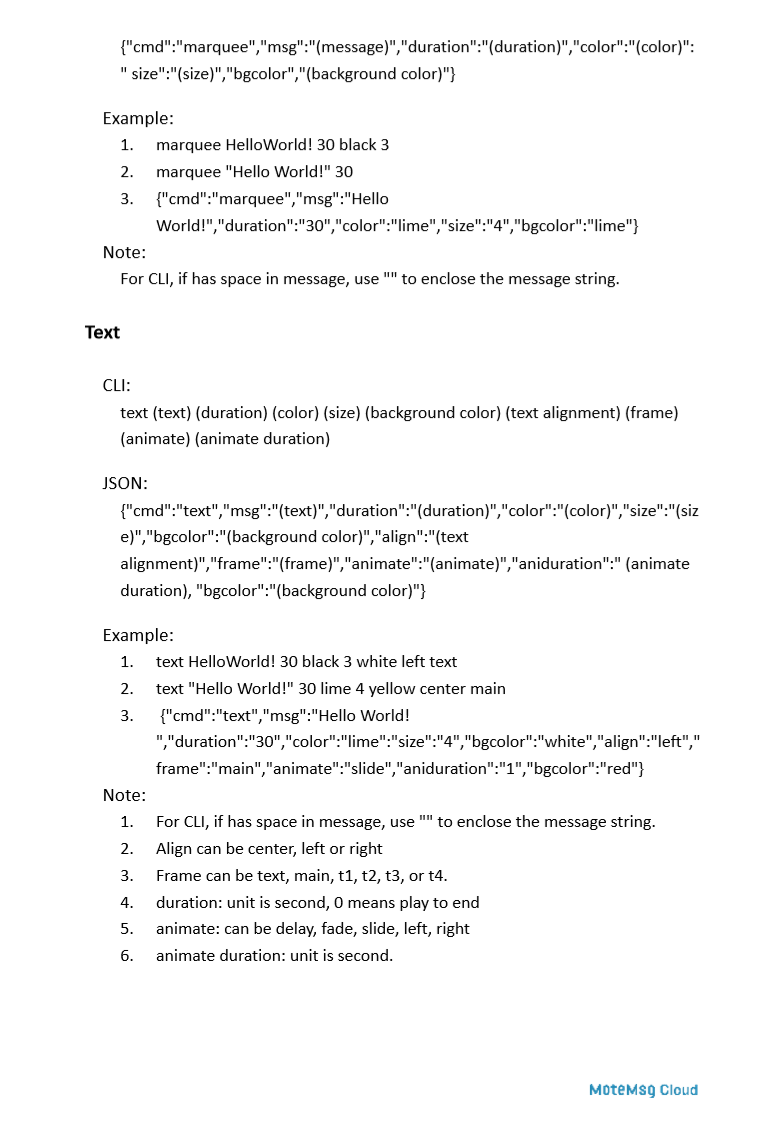 {"cmd":"marquee","msg":"(message)","duration":"(duration)","color":"(color)":
" size":"(size)","bgcolor","(background color)"}
Example:
1. marquee HelloWorld! 30 black 3
2. marquee "Hello World!" 30
3. {"cmd":"marquee","msg":"Hello
World!","duration":"30","color":"lime","size":"4","bgcolor":"lime"}
Note:
For CLI, if has space in message, use "" to enclose the message string.
Text
CLI:
text (text) (duration) (color) (size) (background color) (text alignment) (frame)
(animate) (animate duration)
JSON:
{"cmd":"text","msg":"(text)","duration":"(duration)","color":"(color)","size":"(siz
e)","bgcolor":"(background color)","align":"(text
alignment)","frame":"(frame)","animate":"(animate)","aniduration":" (animate
duration), "bgcolor":"(background color)"}
Example:
1. text HelloWorld! 30 black 3 white left text
2. text "Hello World!" 30 lime 4 yellow center main
3. {"cmd":"text","msg":"Hello World!
","duration":"30","color":"lime":"size":"4","bgcolor":"white","align":"left","
frame":"main","animate":"slide","aniduration":"1","bgcolor":"red"}
Note:
1. For CLI, if has space in message, use "" to enclose the message string.
2. Align can be center, left or right
3. Frame can be text, main, t1, t2, t3, or t4.
4. duration: unit is second, 0 means play to end
5. animate: can be delay, fade, slide, left, right
6. animate duration: unit is second.
MoteMsg Cloud